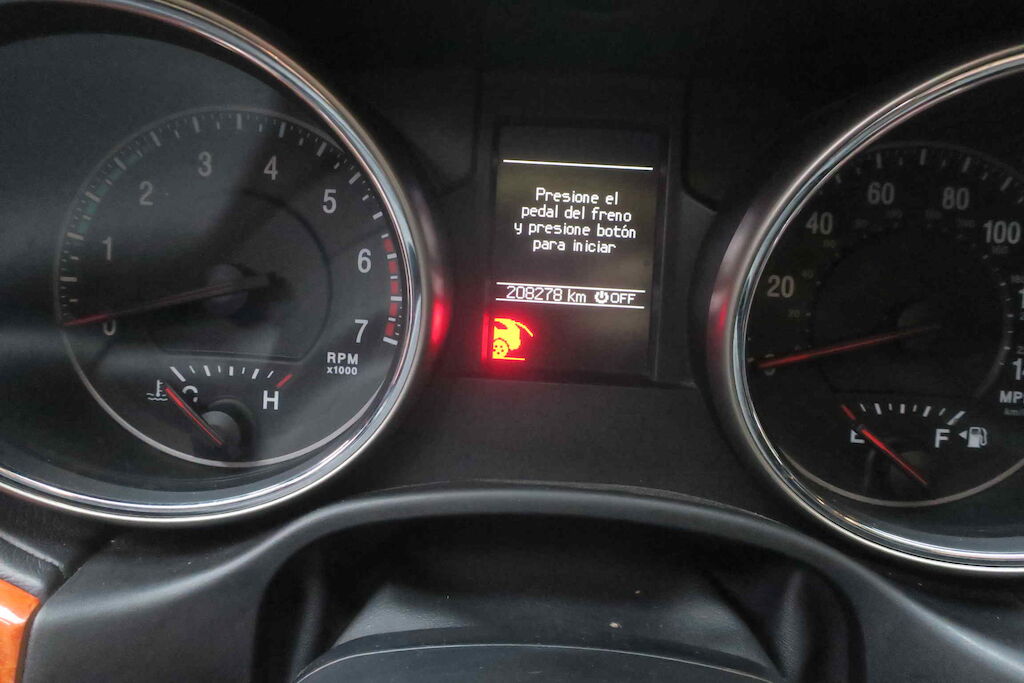 Presione el
pedal del freno
y presione botón
para iniciar
208278 km OFF
0
1
2
3
4
5
6
7
RPM
x1000
C
H
20
40
60
80
100
E
F